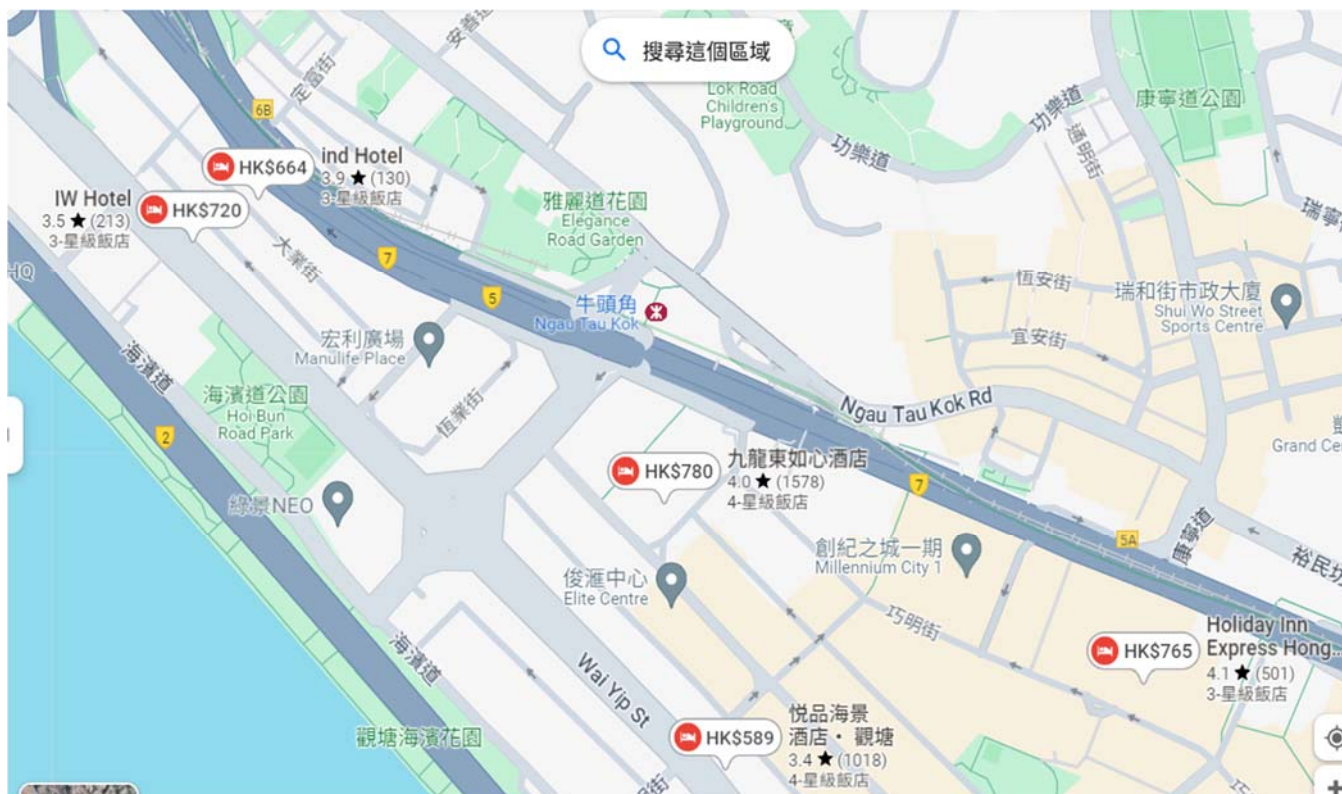 安善道
搜尋這個區域
Lok Road
Children's
Playground
康寧道公園
定富街
6B
功樂道
功樂道
通明街
HK$664
ind Hotel
3.9 ★ (130)
3-星級飯店
IW Hotel
3.5 ★ (213)
3-星級飯店
HK$720
雅麗道花園
Elegance
Road Garden
瑞寧
大業街
7
5
HQ
恆安街
瑞和街市政大廈
Shui Wo Street
Sports Centre
牛頭角
Ngau Tau Kok
宏利廣場
Manulife Place
宜安街
海濱道
海濱道公園
Hoi Bun
Road Park
恆業街
Ngau Tau Kok Rd
2
Grand Cen
HK$780
九龍東如心酒店
4.0 ★ (1578)
4-星級飯店
7
綠景NEO
5A
康寧道
裕民坊
創紀之城一期
Millennium City 1
俊滙中心
Elite Centre
巧明街
HK$765
Holiday Inn
Express Hong...
4.1 ★ (501)
3-星級飯店
海濱道
Wai Yip St
觀塘海濱花園
HK$589
悦品海景
酒店・觀塘
3.4 ★ (1018)
4-星級飯店
巧